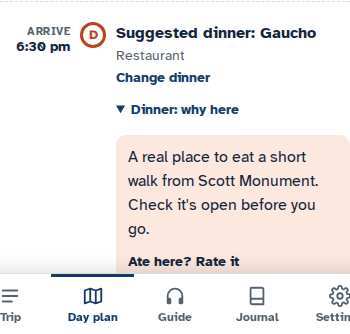 ARRIVE
6:30 pm
D
Suggested dinner: Gaucho
Restaurant
Change dinner
▼ Dinner: why here
A real place to eat a short
walk from Scott Monument.
Check it's open before you
go.
Ate here? Rate it
Trip
Day plan
Guide
Journal